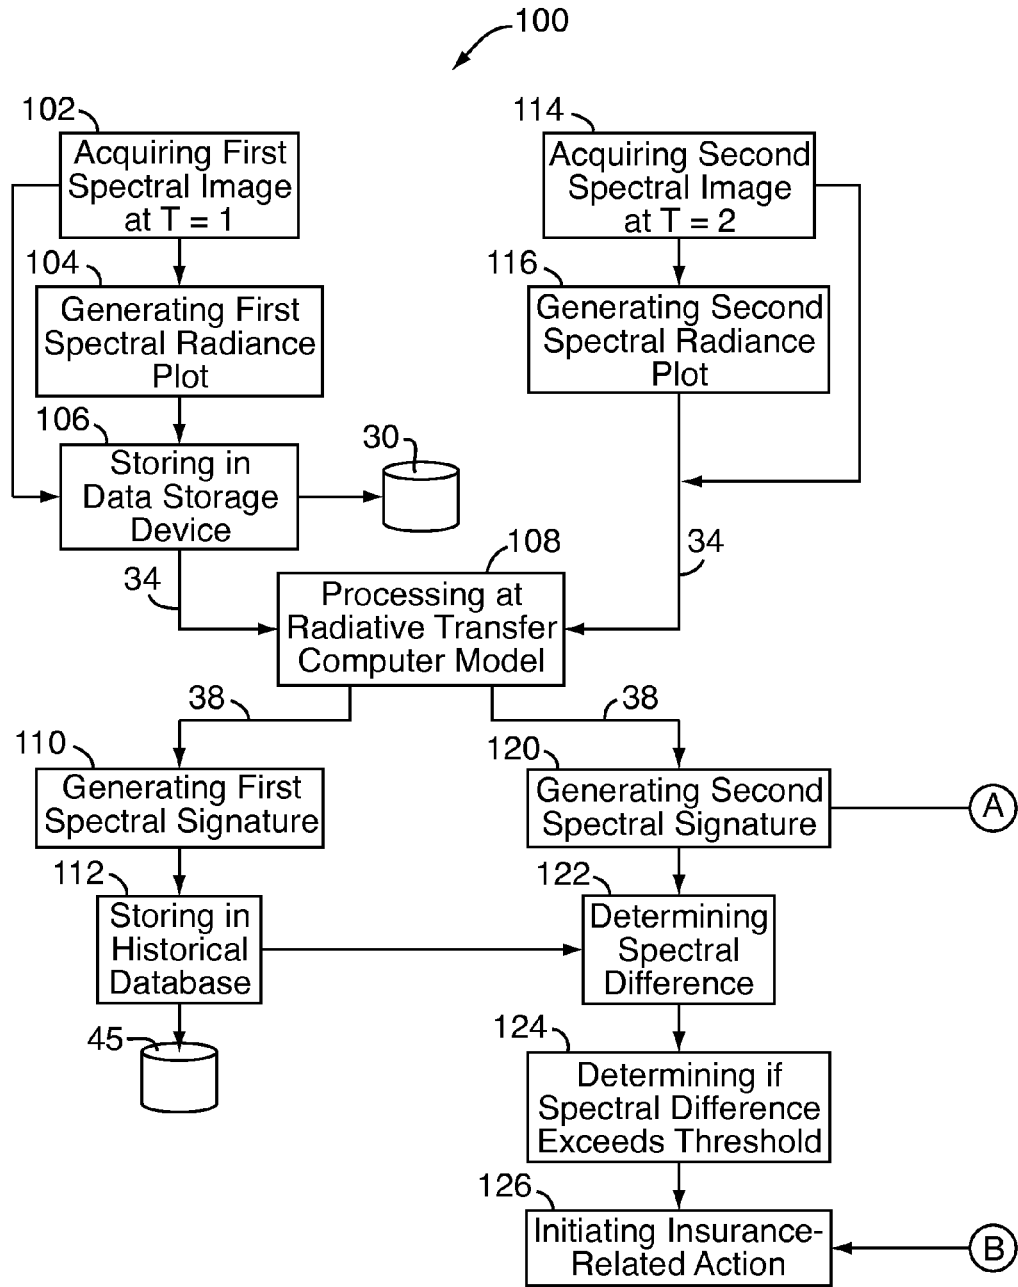 100
102
Acquiring First
Spectral Image
at T = 1
104
Generating First
Spectral Radiance
Plot
106
Storing in
Data Storage
Device
30
34
114
Acquiring Second
Spectral Image
at T = 2
116
Generating Second
Spectral Radiance
Plot
34
108
Processing at
Radiative Transfer
Computer Model
38
38
110
Generating First
Spectral Signature
112
Storing in
Historical
Database
45
120
Generating Second
Spectral Signature
A
122
Determining
Spectral
Difference
124
Determining if
Spectral Difference
Exceeds Threshold
126
Initiating Insurance-
Related Action
B